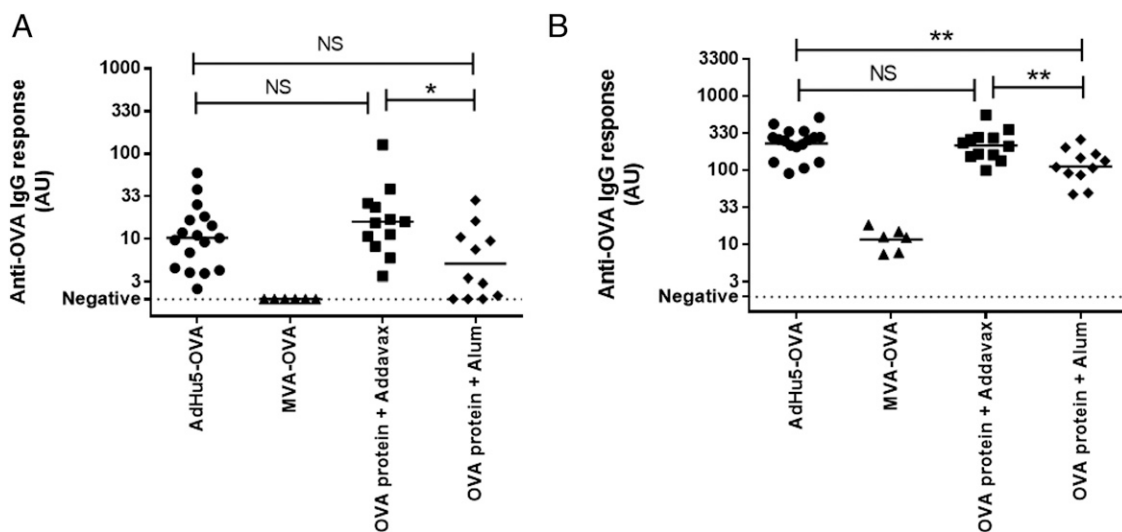 A
Anti-OVA IgG response
(AU)
1000
330
100
33
10
3
Negative
NS
NS
*
AdHu5-OVA
MVA-OVA
OVA protein + Addavax
OVA protein + Alum
B
Anti-OVA IgG response
(AU)
3300
1000
330
100
33
10
3
Negative
**
NS
**
AdHu5-OVA
MVA-OVA
OVA protein + Addavax
OVA protein + Alum